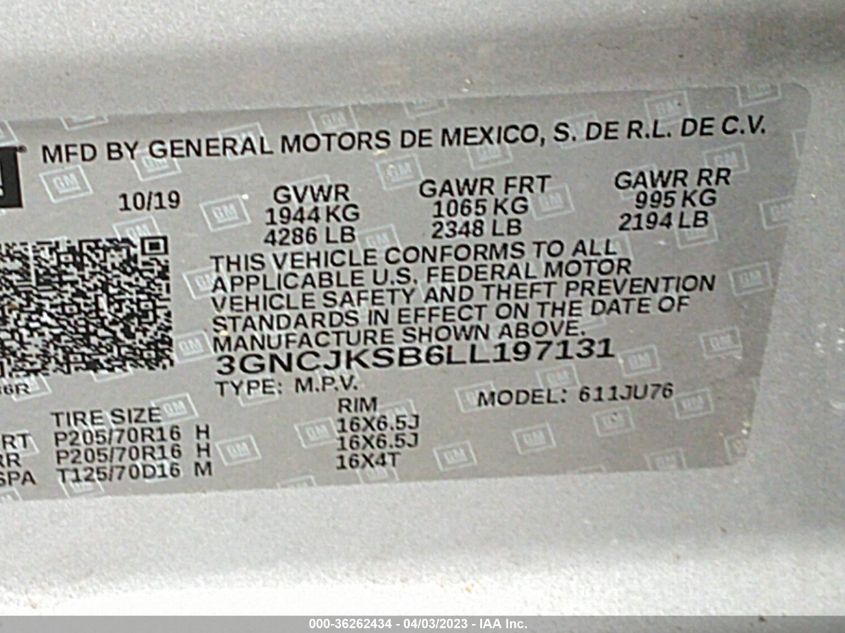 MFD BY GENERAL MOTORS DE MEXICO, S. DE R.L. DE C.V.
10/19 GVWR GAWR FRT GAWR RR
1944 KG 1065 KG 995 KG
4286 LB 2348 LB 2194 LB
THIS VEHICLE CONFORMS TO ALL
APPLICABLE U.S. FEDERAL MOTOR
VEHICLE SAFETY AND THEFT PREVENTION
STANDARDS IN EFFECT ON THE DATE OF
MANUFACTURE SHOWN ABOVE.
3GNCJKSB6LL197131
TYPE: M.P.V. MODEL: 611JU76
TIRE SIZE RIM
RT P205/70R16 H 16X6.5J
RR P205/70R16 H 16X6.5J
SPA T125/70D16 M 16X4T
000-36262434 - 04/03/2023 - IAA Inc.